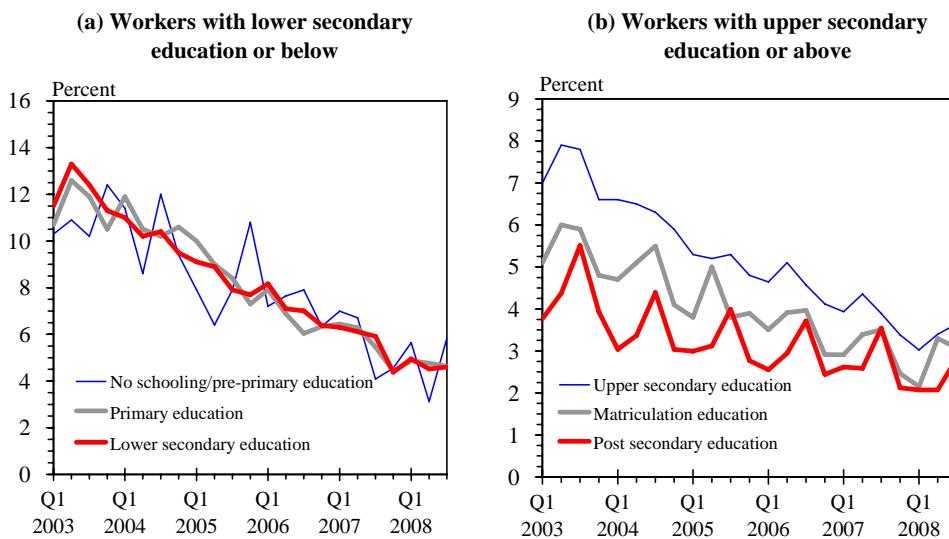 (a) Workers with lower secondary
education or below
Percent
16
14
12
10
8
6
4
2
0
No schooling/pre-primary education
Primary education
Lower secondary education
Q1 Q1 Q1 Q1 Q1 Q1
2003 2004 2005 2006 2007 2008
(b) Workers with upper secondary
education or above
Percent
9
8
7
6
5
4
3
2
1
0
Upper secondary education
Matriculation education
Post secondary education
Q1 Q1 Q1 Q1 Q1 Q1
2003 2004 2005 2006 2007 2008